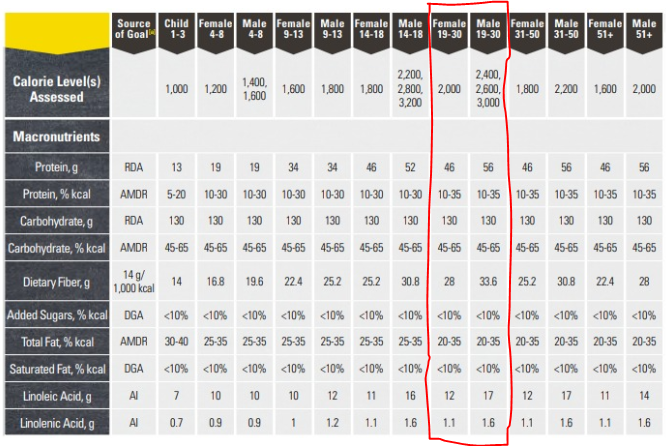 Source of Goal[a] Child 1-3 Female 4-8 Male 4-8 Female 9-13 Male 9-13 Female 14-18 Male 14-18 Female 19-30 Male 19-30 Female 31-50 Male 31-50 Female 51+ Male 51+
Calorie Level(s) Assessed 1,000 1,200 1,400, 1,600 1,600 1,800 1,800 2,200, 2,800, 3,200 2,000 2,400, 2,600, 3,000 1,800 2,200 1,600 2,000
Macronutrients
Protein, g RDA 13 19 19 34 34 46 52 46 56 46 56 46 56
Protein, % kcal AMDR 5-20 10-30 10-30 10-30 10-30 10-30 10-30 10-35 10-35 10-35 10-35 10-35 10-35
Carbohydrate, g RDA 130 130 130 130 130 130 130 130 130 130 130 130 130
Carbohydrate, % kcal AMDR 45-65 45-65 45-65 45-65 45-65 45-65 45-65 45-65 45-65 45-65 45-65 45-65 45-65
Dietary Fiber, g 14 g/ 1,000 kcal 14 16.8 19.6 22.4 25.2 25.2 30.8 28 33.6 25.2 30.8 22.4 28
Added Sugars, % kcal DGA <10% <10% <10% <10% <10% <10% <10% <10% <10% <10% <10% <10% <10%
Total Fat, % kcal AMDR 30-40 25-35 25-35 25-35 25-35 25-35 25-35 20-35 20-35 20-35 20-35 20-35 20-35
Saturated Fat, % kcal DGA <10% <10% <10% <10% <10% <10% <10% <10% <10% <10% <10% <10% <10%
Linoleic Acid, g AI 7 10 10 10 12 11 16 12 17 12 17 11 14
Linolenic Acid, g AI 0.7 0.9 0.9 1 1.2 1.1 1.6 1.1 1.6 1.1 1.6 1.1 1.6